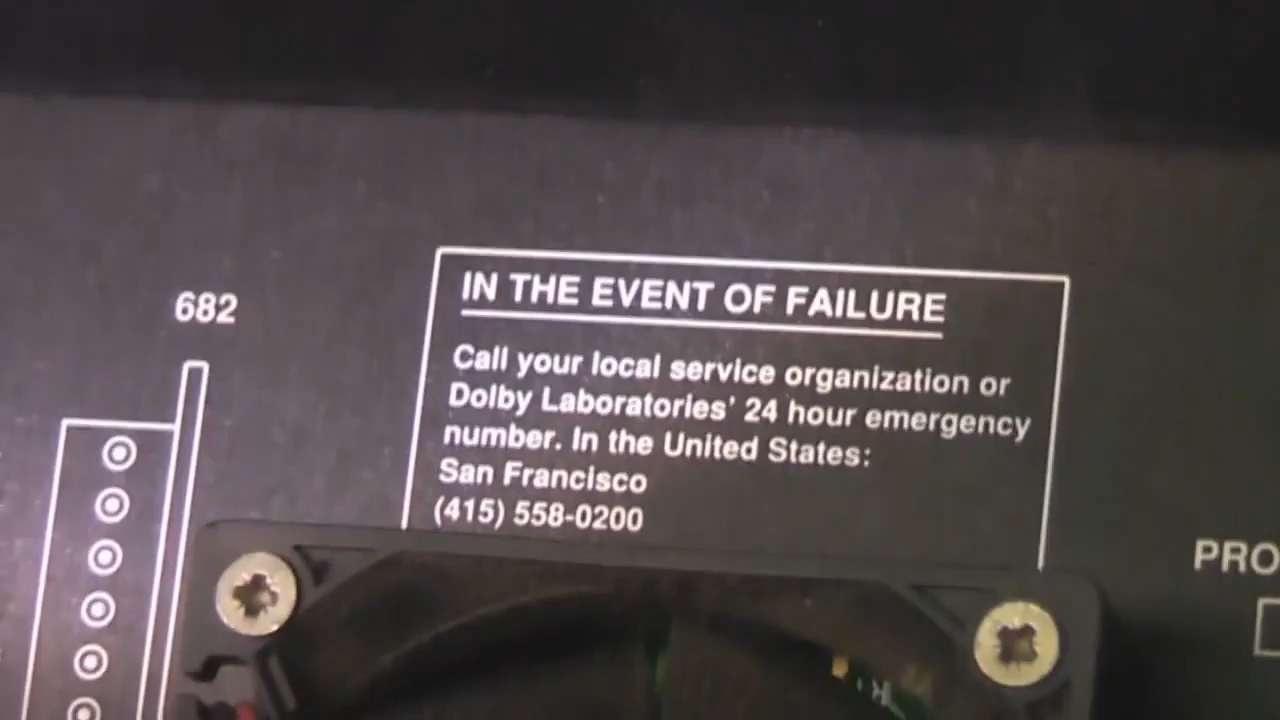 682
IN THE EVENT OF FAILURE
Call your local service organization or
Dolby Laboratories' 24 hour emergency
number. In the United States:
San Francisco
(415) 558-0200
PRO